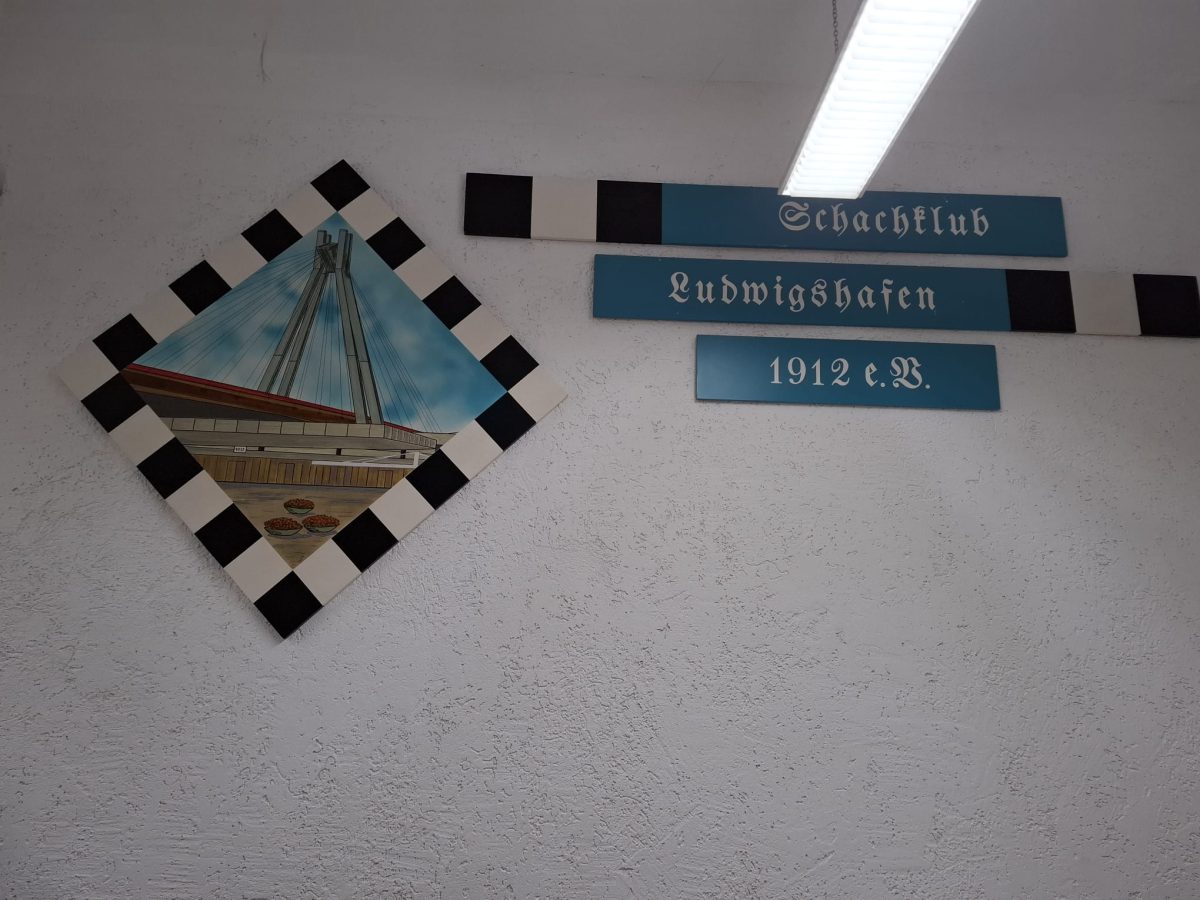 Schachklub
Ludwigshafen
1912 e.V.